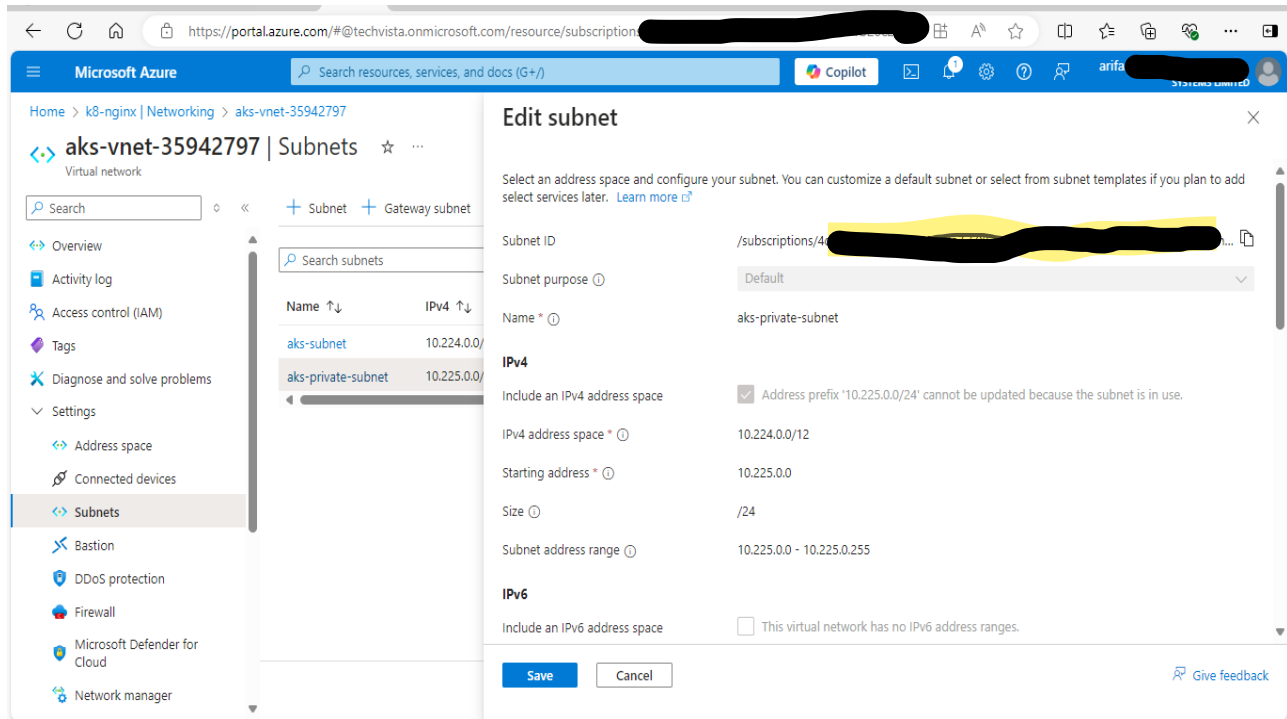 https://portal.azure.com/#@techvista.onmicrosoft.com/resource/subscriptions
Microsoft Azure
Search resources, services, and docs (G+/)
Copilot
1
arifa
SYSTEMS LIMITED
Home > k8-nginx | Networking > aks-vnet-35942797
aks-vnet-35942797 | Subnets
Virtual network
Search
Overview
Activity log
Access control (IAM)
Tags
Diagnose and solve problems
Settings
Address space
Connected devices
Subnets
Bastion
DDoS protection
Firewall
Microsoft Defender for
Cloud
Network manager
+ Subnet + Gateway subnet
Search subnets
Name IPv4
aks-subnet 10.224.0.0/
aks-private-subnet 10.225.0.0/
Edit subnet
Select an address space and configure your subnet. You can customize a default subnet or select from subnet templates if you plan to add
select services later. Learn more
Subnet ID /subscriptions/4
Subnet purpose Default
Name * aks-private-subnet
IPv4
Include an IPv4 address space Address prefix '10.225.0.0/24' cannot be updated because the subnet is in use.
IPv4 address space * 10.224.0.0/12
Starting address * 10.225.0.0
Size /24
Subnet address range 10.225.0.0 - 10.225.0.255
IPv6
Include an IPv6 address space This virtual network has no IPv6 address ranges.
Save Cancel Give feedback